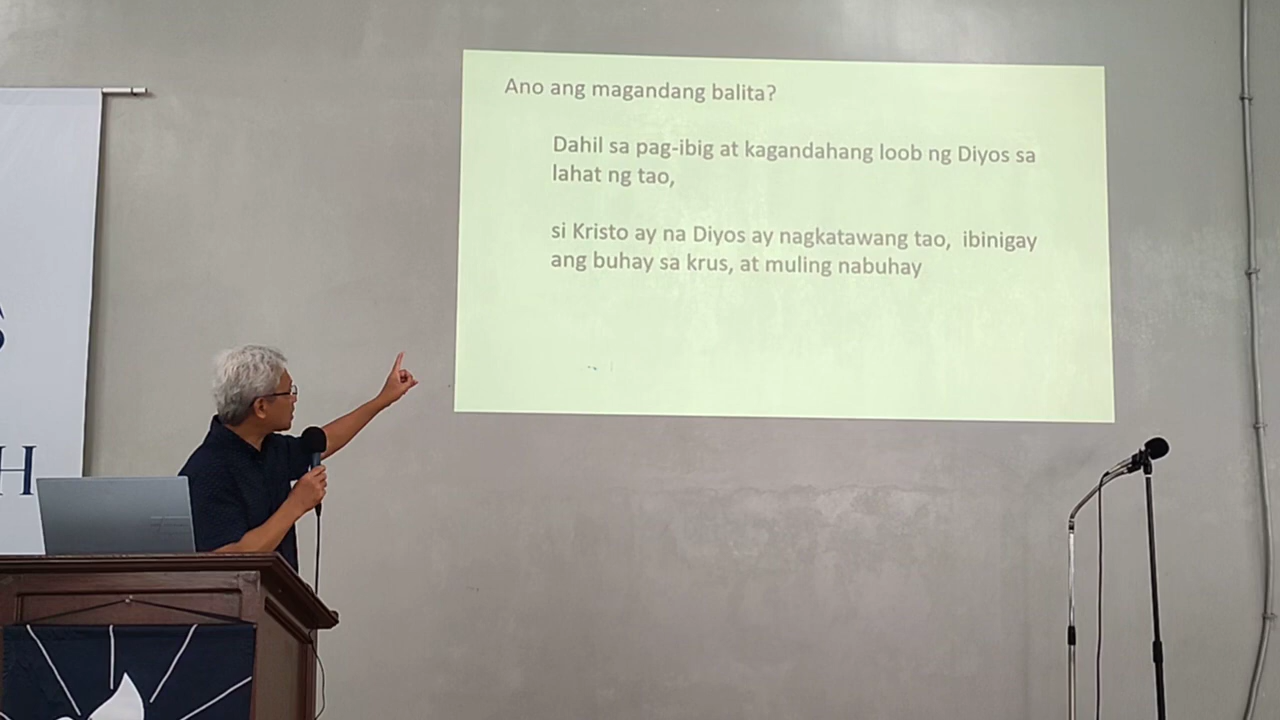 Ano ang magandang balita?
Dahil sa pag-ibig at kagandahang loob ng Diyos sa
lahat ng tao,
si Kristo ay na Diyos ay nagkatawang tao, ibinigay
ang buhay sa krus, at muling nabuhay
H